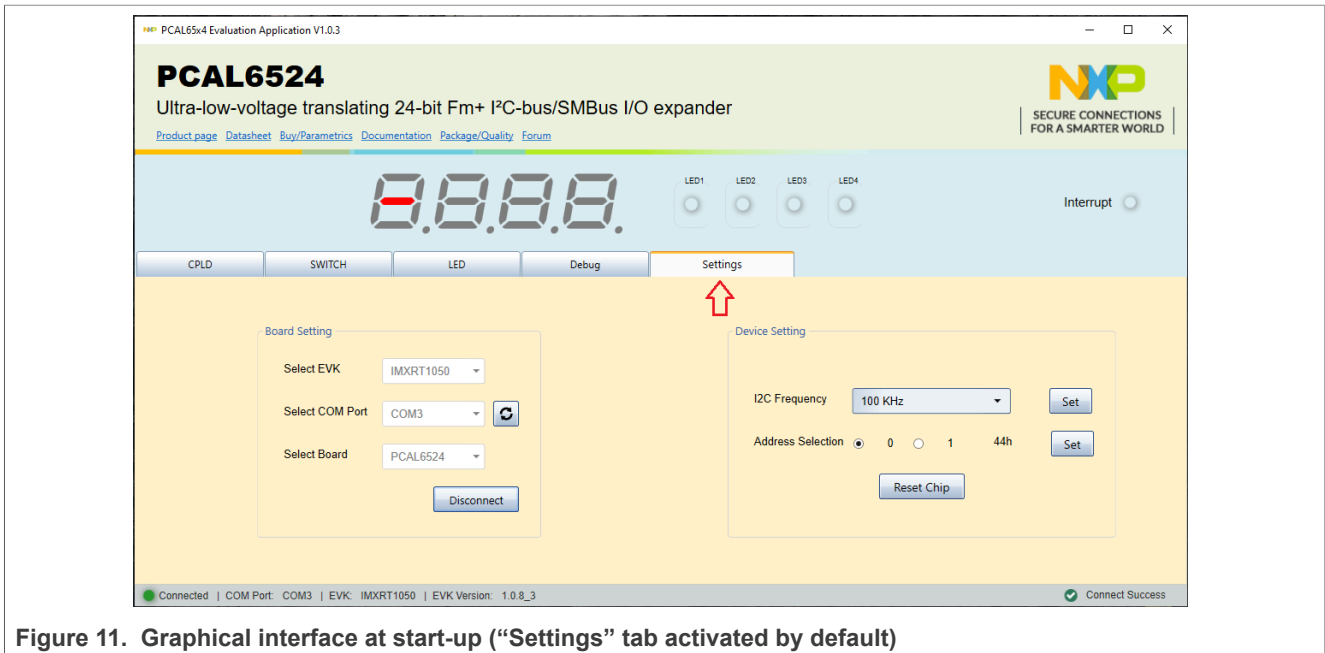 PCAL65x4 Evaluation Application V1.0.3
PCAL6524
Ultra-low-voltage translating 24-bit Fm+ I²C-bus/SMBus I/O expander
Product page Datasheet Buy/Parametrics Documentation Package/Quality Forum
NXP
SECURE CONNECTIONS
FOR A SMARTER WORLD
LED1 LED2 LED3 LED4
Interrupt
CPLD SWITCH LED Debug Settings
Board Setting
Select EVK IMXRT1050
Select COM Port COM3
Select Board PCAL6524
Disconnect
Device Setting
I2C Frequency 100 KHz Set
Address Selection 0 1 44h Set
Reset Chip
Connected | COM Port: COM3 | EVK: IMXRT1050 | EVK Version: 1.0.8_3
Connect Success
Figure 11. Graphical interface at start-up (“Settings” tab activated by default)